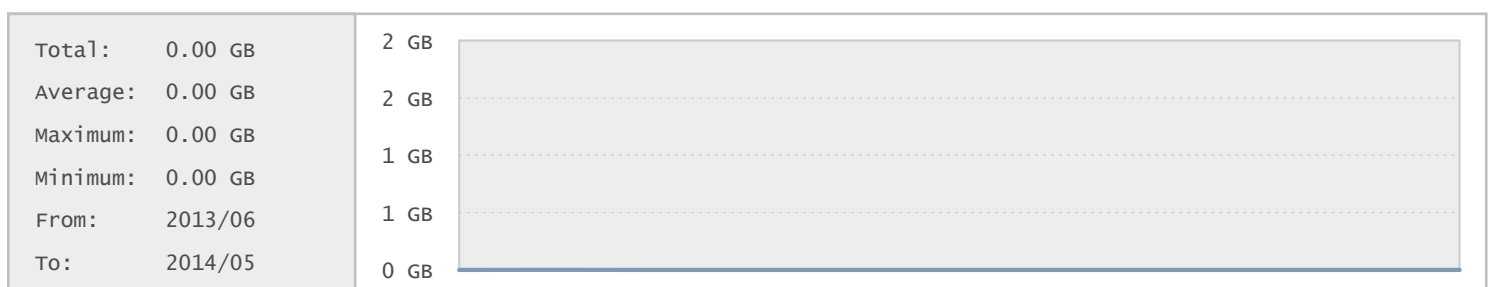 Total: 0.00 GB
Average: 0.00 GB
Maximum: 0.00 GB
Minimum: 0.00 GB
From: 2013/06
To: 2014/05
2 GB
2 GB
1 GB
1 GB
0 GB